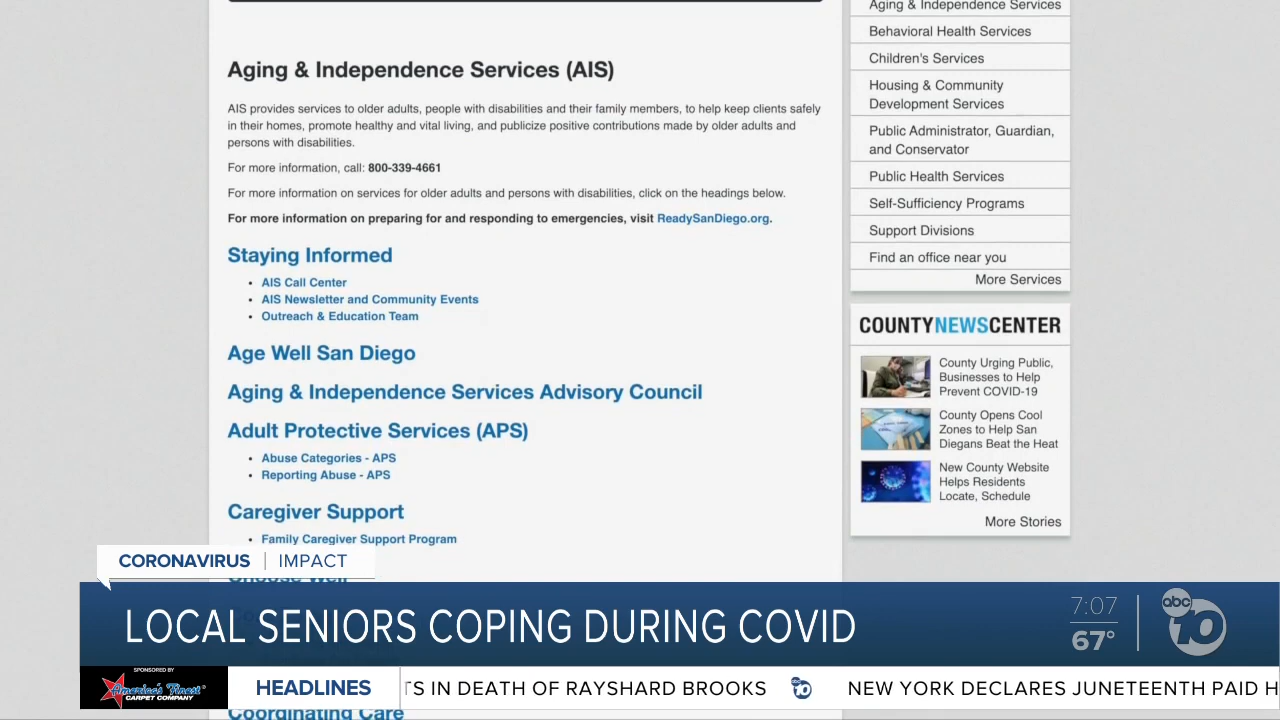 Aging & Independence Services (AIS)
AIS provides services to older adults, people with disabilities and their family members, to help keep clients safely
in their homes, promote healthy and vital living, and publicize positive contributions made by older adults and
persons with disabilities.
For more information, call: 800-339-4661
For more information on services for older adults and persons with disabilities, click on the headings below.
For more information on preparing for and responding to emergencies, visit ReadySanDiego.org.
Staying Informed
• AIS Call Center
• AIS Newsletter and Community Events
• Outreach & Education Team
Age Well San Diego
Aging & Independence Services Advisory Council
Adult Protective Services (APS)
• Abuse Categories - APS
• Reporting Abuse - APS
Caregiver Support
• Family Caregiver Support Program
Choose Well
Aging & Independence Services
Behavioral Health Services
Children's Services
Housing & Community
Development Services
Public Administrator, Guardian,
and Conservator
Public Health Services
Self-Sufficiency Programs
Support Divisions
Find an office near you
More Services
COUNTYNEWSCENTER
County Urging Public,
Businesses to Help
Prevent COVID-19
County Opens Cool
Zones to Help San
Diegans Beat the Heat
New County Website
Helps Residents
Locate, Schedule
More Stories
CORONAVIRUS | IMPACT
LOCAL SENIORS COPING DURING COVID
7:07
67°
abc 10
SPONSORED BY
America's Finest
CARPET COMPANY
HEADLINES
TS IN DEATH OF RAYSHARD BROOKS abc 10 NEW YORK DECLARES JUNETEENTH PAID H
Coordinating Care